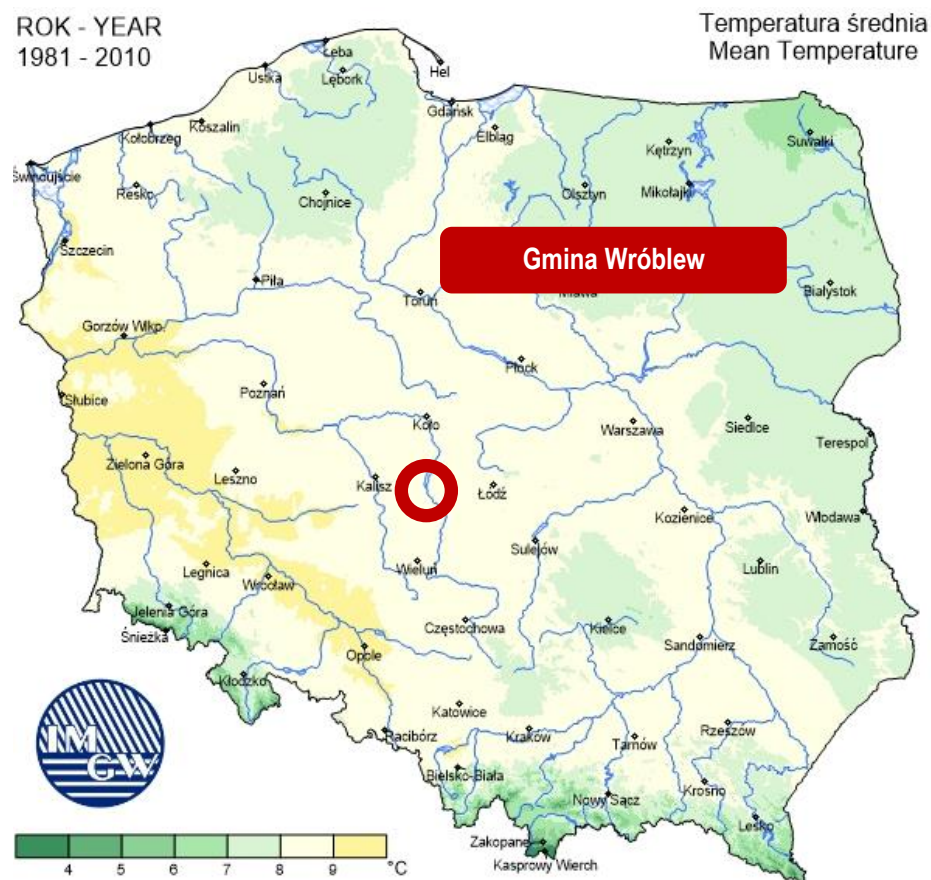 ROK - YEAR
1981 - 2010
Temperatura średnia
Mean Temperature
Łeba
Ustka
Lębork
Hel
Gdańsk
Kołobrzeg
Koszalin
Elbląg
Suwałki
Kętrzyn
Świnoujście
Resko
Chojnice
Olsztyn
Mikołajki
Szczecin
Gmina Wróblew
Piła
Toruń
Mława
Białystok
Gorzów Wlkp.
Płock
Słubice
Poznań
Koło
Warszawa
Siedlce
Terespol
Zielona Góra
Leszno
Kalisz
Łódź
Kozienice
Włodawa
Sulejów
Legnica
Wrocław
Wieluń
Lublin
Jelenia Góra
Śnieżka
Częstochowa
Kielce
Sandomierz
Zamość
Opole
Kłodzko
Katowice
Racibórz
Kraków
Tarnów
Rzeszów
Bielsko-Biała
Nowy Sącz
Krosno
Lesko
Zakopane
Kasprowy Wierch
IM
GW
4 5 6 7 8 9 °C